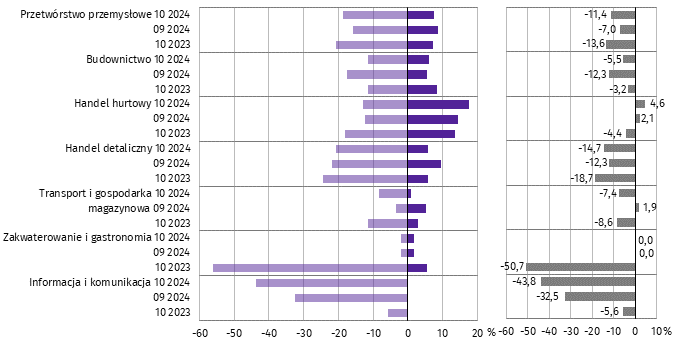 Przetwórstwo przemysłowe 10 2024 -11,4
09 2024 -7,0
10 2023 -13,6
Budownictwo 10 2024 -5,5
09 2024 -12,3
10 2023 -3,2
Handel hurtowy 10 2024 4,6
09 2024 2,1
10 2023 -4,4
Handel detaliczny 10 2024 -14,7
09 2024 -12,3
10 2023 -18,7
Transport i gospodarka 10 2024 -7,4
magazynowa 09 2024 1,9
10 2023 -8,6
Zakwaterowanie i gastronomia 10 2024 0,0
09 2024 0,0
10 2023 -50,7
Informacja i komunikacja 10 2024 -43,8
09 2024 -32,5
10 2023 -5,6
-60 -50 -40 -30 -20 -10 0 10 20 % -60 -50 -40 -30 -20 -10 0 10%